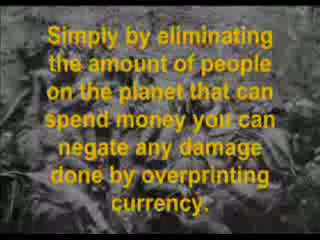 Simply by eliminating
the amount of people
on the planet that can
spend money you can
negate any damage
done by overprinting
currency.